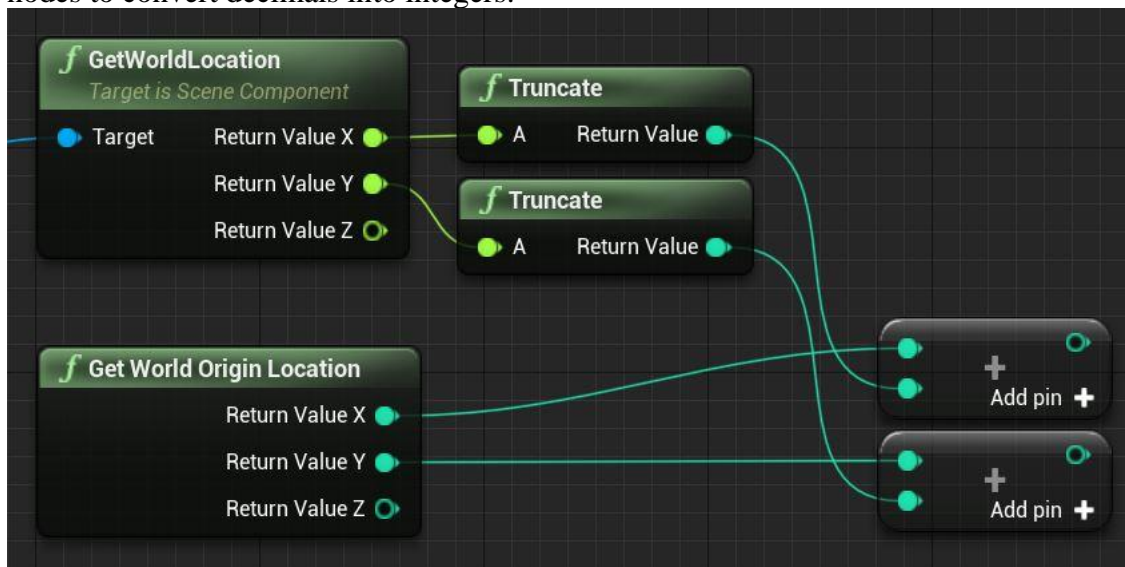 nodes to convert decimals into integers.
f GetWorldLocation
Target is Scene Component
Target Return Value X
Return Value Y
Return Value Z
f Truncate
A Return Value
f Truncate
A Return Value
f Get World Origin Location
Return Value X
Return Value Y
Return Value Z
+
Add pin +
+
Add pin +